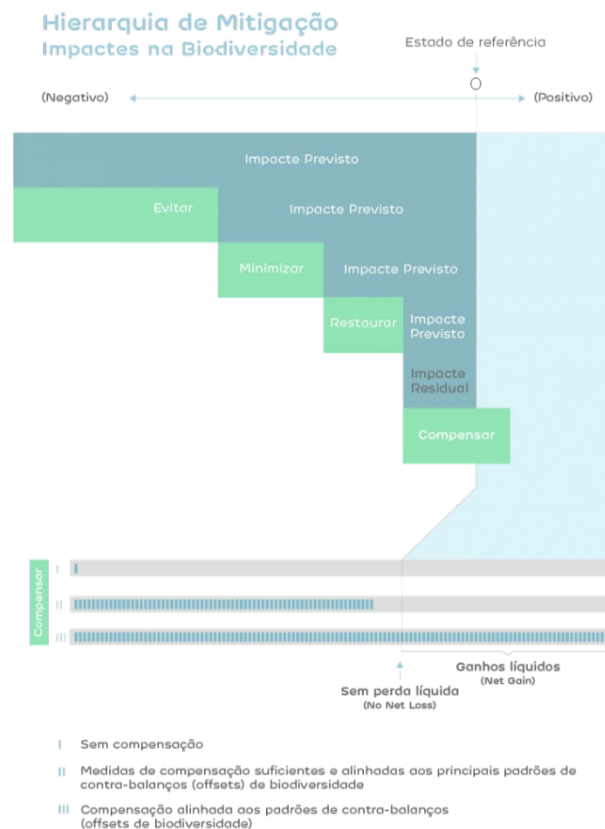 Hierarquia de Mitigação
Impactes na Biodiversidade
Estado de referência
(Negativo)
(Positivo)
Impacte Previsto
Evitar
Impacte Previsto
Minimizar
Impacte Previsto
Restaurar
Impacte
Previsto
Impacte
Residual
Compensar
Compensar
I
II
III
Ganhos líquidos
(Net Gain)
Sem perda líquida
(No Net Loss)
I Sem compensação
II Medidas de compensação suficientes e alinhadas aos principais padrões de
contra-balanços (offsets) de biodiversidade
III Compensação alinhada aos padrões de contra-balanços
(offsets de biodiversidade)